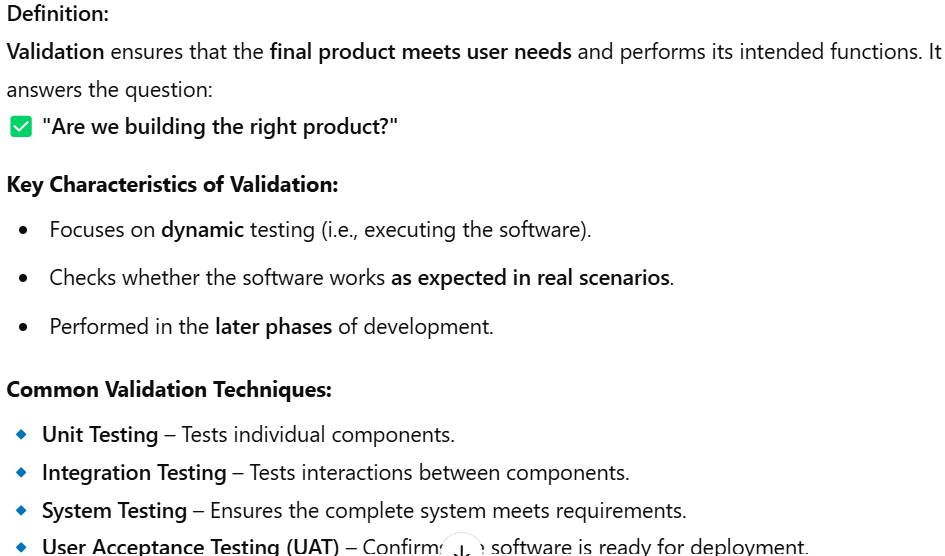 Definition:
Validation ensures that the final product meets user needs and performs its intended functions. It
answers the question:
✅ "Are we building the right product?"
Key Characteristics of Validation:
• Focuses on dynamic testing (i.e., executing the software).
• Checks whether the software works as expected in real scenarios.
• Performed in the later phases of development.
Common Validation Techniques:
🔹 Unit Testing – Tests individual components.
🔹 Integration Testing – Tests interactions between components.
🔹 System Testing – Ensures the complete system meets requirements.
🔹 User Acceptance Testing (UAT) – Confirms software is ready for deployment.